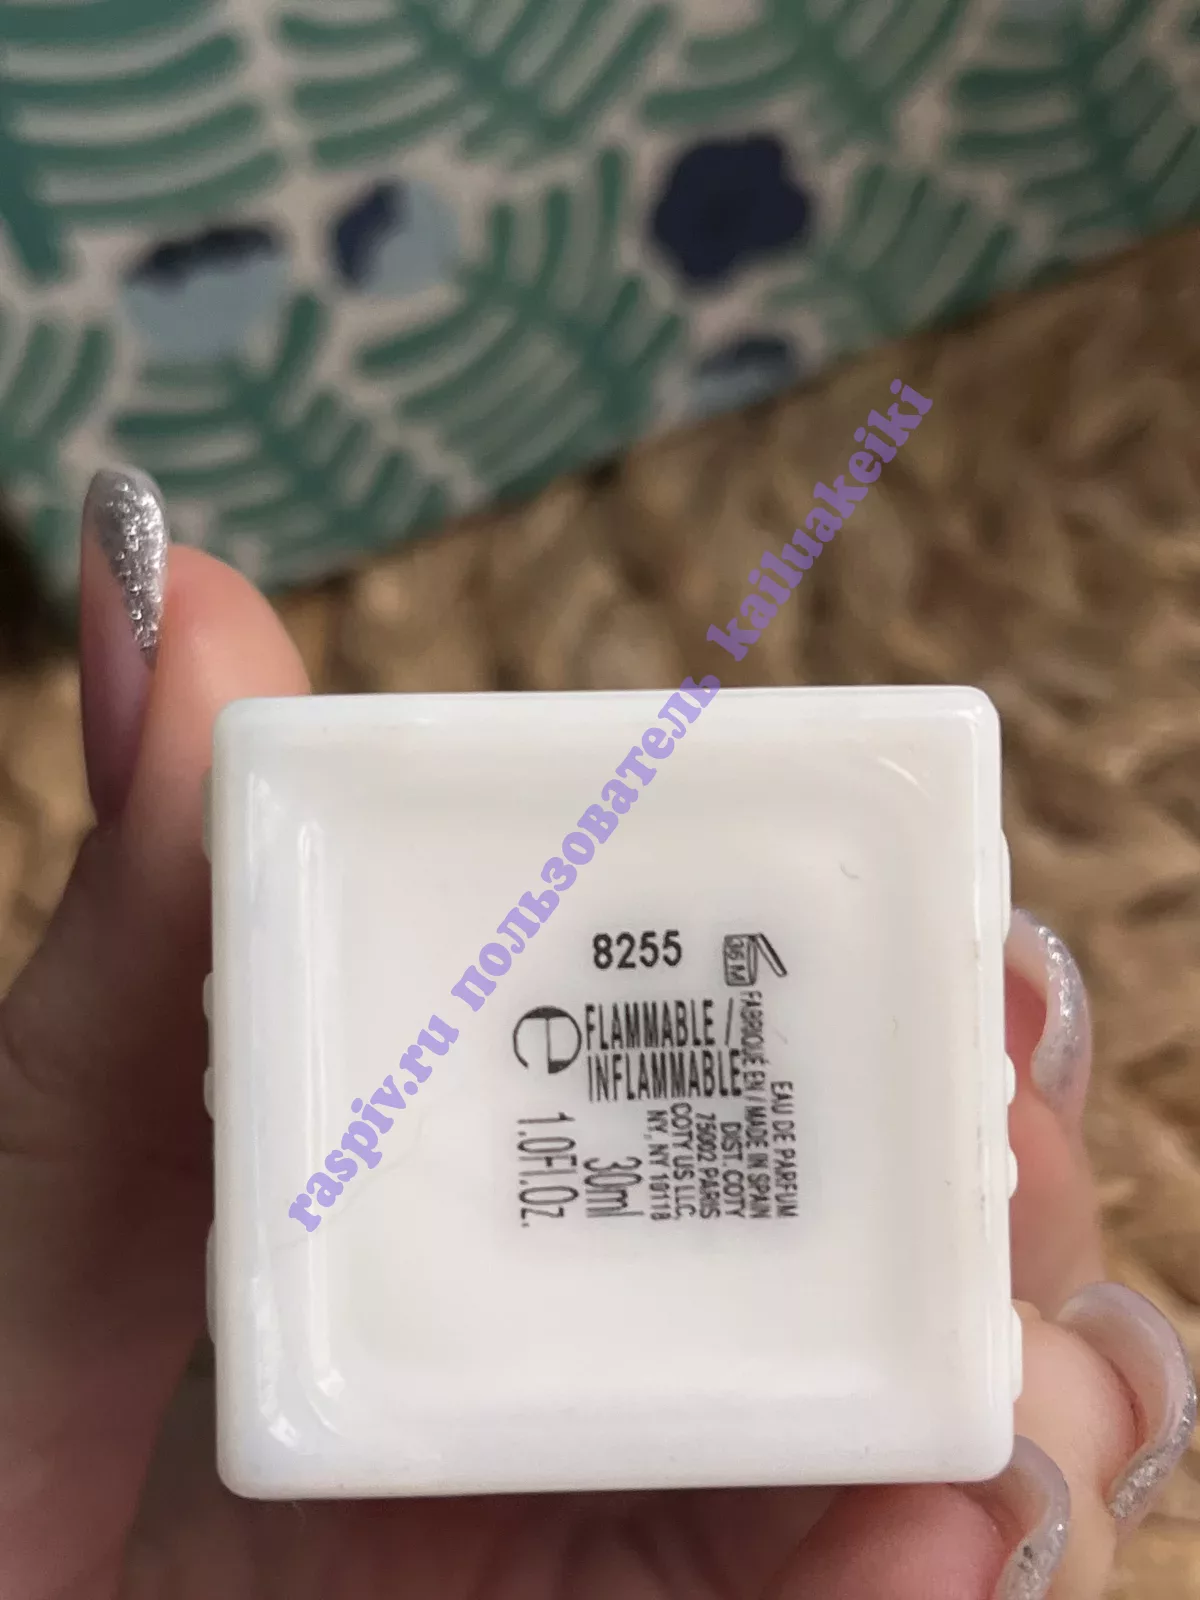 8255
36 M
FLAMMABLE /
INFLAMMABLE
EAU DE PARFUM
FABRIQUÉ EN / MADE IN SPAIN
DIST. COTY
75002 PARIS
COTY US LLC,
NY, NY 10118
30ml
e 1.0Fl.Oz.
raspiv.ru пользователь kailuakeiki